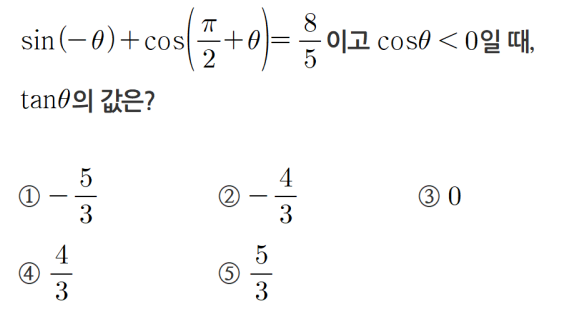 sin(−θ)+cos(π/2+θ)= 8/5 이고 cosθ < 0일 때,
tanθ의 값은?
① −5/3 ② −4/3 ③ 0
④ 4/3 ⑤ 5/3